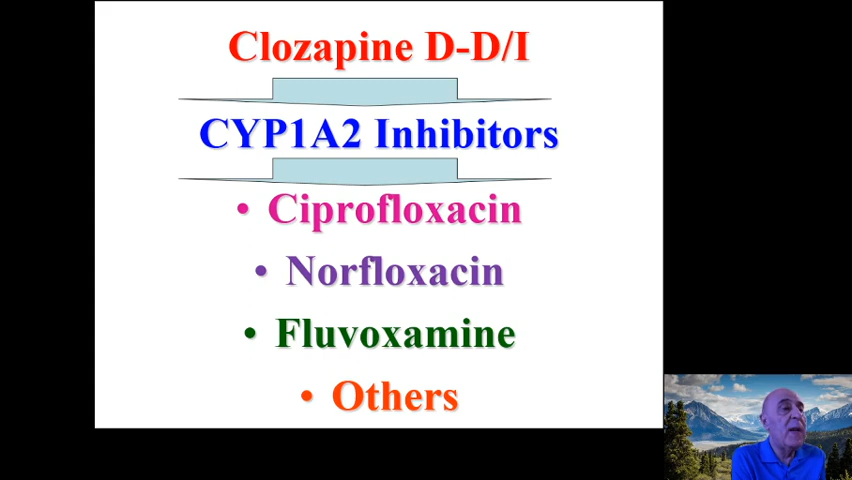 Clozapine D-D/I
CYP1A2 Inhibitors
• Ciprofloxacin
• Norfloxacin
• Fluvoxamine
• Others